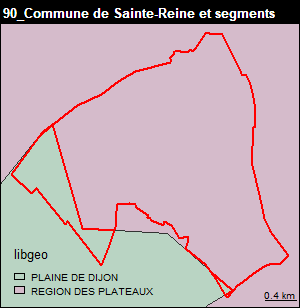 90_Commune de Sainte-Reine et segments
libgeo
PLAINE DE DIJON
REGION DES PLATEAUX
0.4 km